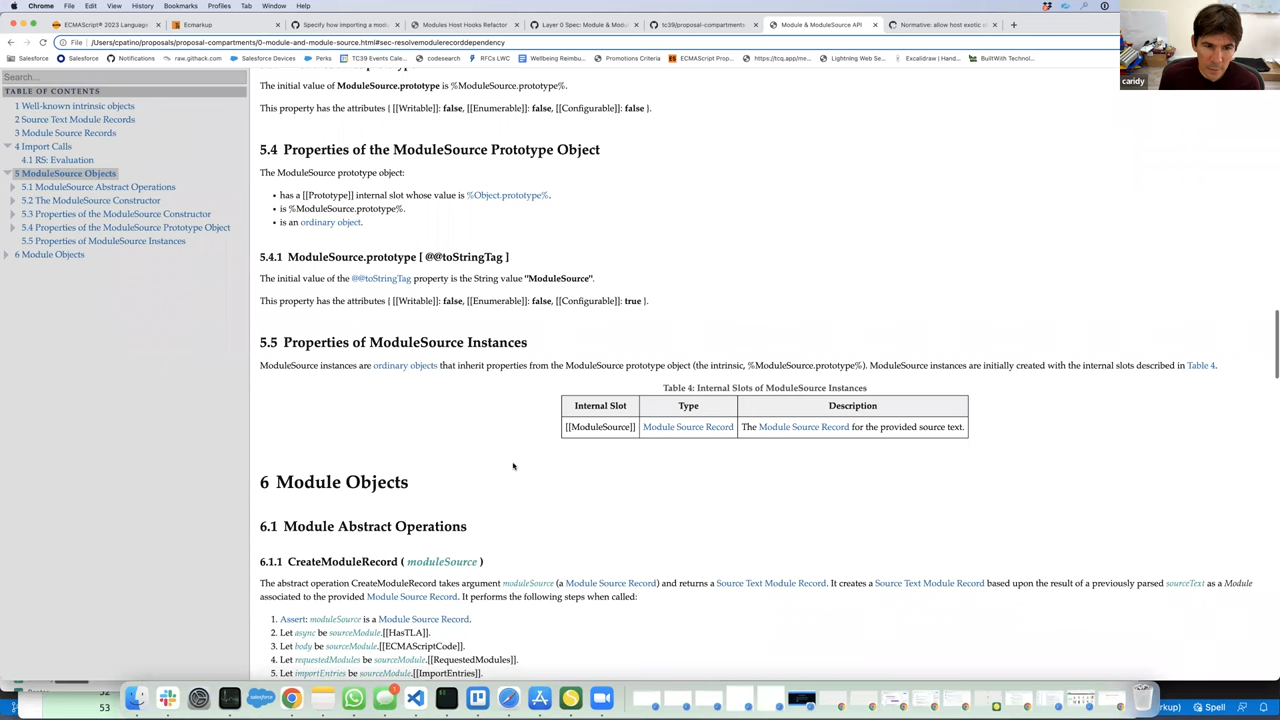 Chrome File Edit View History Bookmarks Profiles Tab Window Help
ECMAScript® 2023 Languag
Ecmarkup
Specify how importing a mod
Modules Host Hooks Refactor
Layer 0 Spec: Module & Modu
tc39/proposal-compartments
Module & ModuleSource API
Normative: allow host exotic o
File | /Users/cpatino/proposals/proposal-compartments/0-module-and-module-source.html#sec-resolvemodulerecorddependency
Salesforce
Salesforce
Notifications
raw.githack.com
Salesforce Devices
Perks
TC39 Events Calen...
codesearch
RFCs LWC
Wellbeing Reimbu...
Promotions Criteria
ECMAScript Prop...
https://tcq.app/me...
Lightning Web Se...
Excalidraw | Hand...
BuiltWith Technol...
caridy
Search...
TABLE OF CONTENTS
1 Well-known intrinsic objects
2 Source Text Module Records
3 Module Source Records
4 Import Calls
4.1 RS: Evaluation
5 ModuleSource Objects
5.1 ModuleSource Abstract Operations
5.2 The ModuleSource Constructor
5.3 Properties of the ModuleSource Constructor
5.4 Properties of the ModuleSource Prototype Object
5.5 Properties of ModuleSource Instances
6 Module Objects
The initial value of ModuleSource.prototype is %ModuleSource.prototype%.
This property has the attributes { [[Writable]]: false, [[Enumerable]]: false, [[Configurable]]: false }.
5.4 Properties of the ModuleSource Prototype Object
The ModuleSource prototype object:
• has a [[Prototype]] internal slot whose value is %Object.prototype%.
• is %ModuleSource.prototype%.
• is an ordinary object.
5.4.1 ModuleSource.prototype [ @@toStringTag ]
The initial value of the @@toStringTag property is the String value "ModuleSource".
This property has the attributes { [[Writable]]: false, [[Enumerable]]: false, [[Configurable]]: true }.
5.5 Properties of ModuleSource Instances
ModuleSource instances are ordinary objects that inherit properties from the ModuleSource prototype object (the intrinsic, %ModuleSource.prototype%). ModuleSource instances are initially created with the internal slots described in Table 4.
Table 4: Internal Slots of ModuleSource Instances
Internal Slot Type Description
[[ModuleSource]] Module Source Record The Module Source Record for the provided source text.
6 Module Objects
6.1 Module Abstract Operations
6.1.1 CreateModuleRecord ( moduleSource )
The abstract operation CreateModuleRecord takes argument moduleSource (a Module Source Record) and returns a Source Text Module Record. It creates a Source Text Module Record based upon the result of a previously parsed sourceText as a Module
associated to the provided Module Source Record. It performs the following steps when called:
1. Assert: moduleSource is a Module Source Record.
2. Let async be sourceModule.[[HasTLA]].
3. Let body be sourceModule.[[ECMAScriptCode]].
4. Let requestedModules be sourceModule.[[RequestedModules]].
5. Let importEntries be sourceModule.[[ImportEntries]].
53
Spell